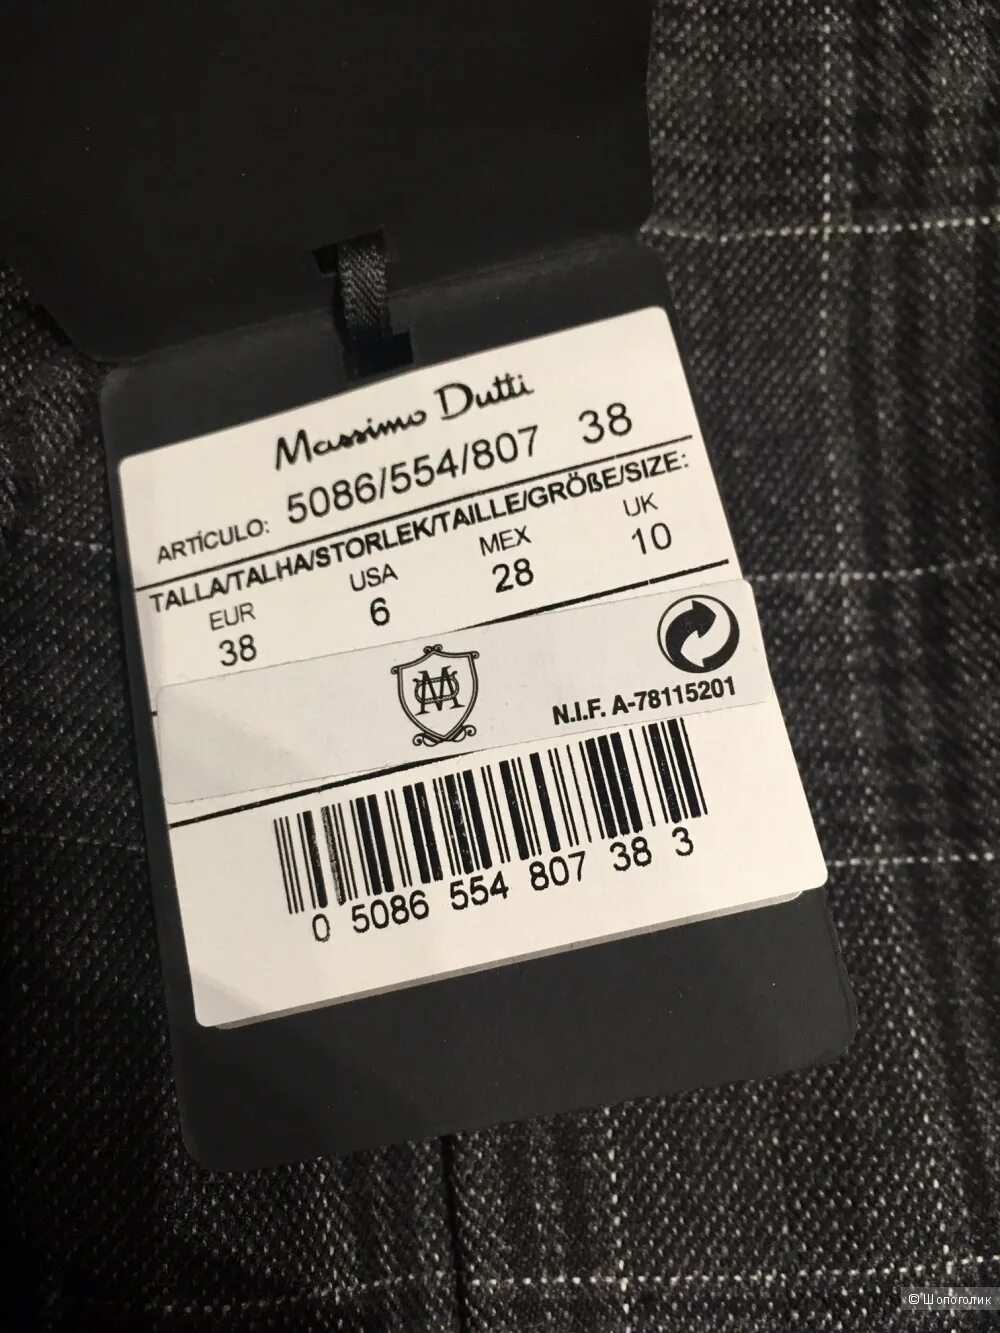 Massimo Dutti
ARTÍCULO: 5086/554/807 38
TALLA/TALHA/STORLEK/TAILLE/GRÖßE/SIZE:
EUR USA MEX UK
38 6 28 10
N.I.F. A-78115201
0 5086 554 807 38 3
© Шопоголик